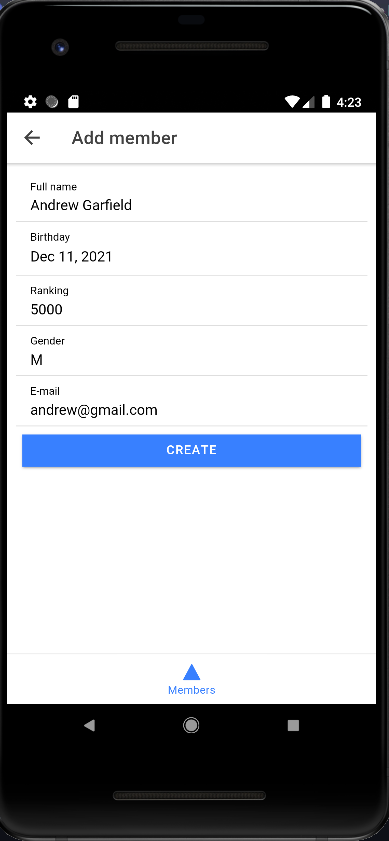 4:23
Add member
Full name
Andrew Garfield
Birthday
Dec 11, 2021
Ranking
5000
Gender
M
E-mail
andrew@gmail.com
CREATE
Members